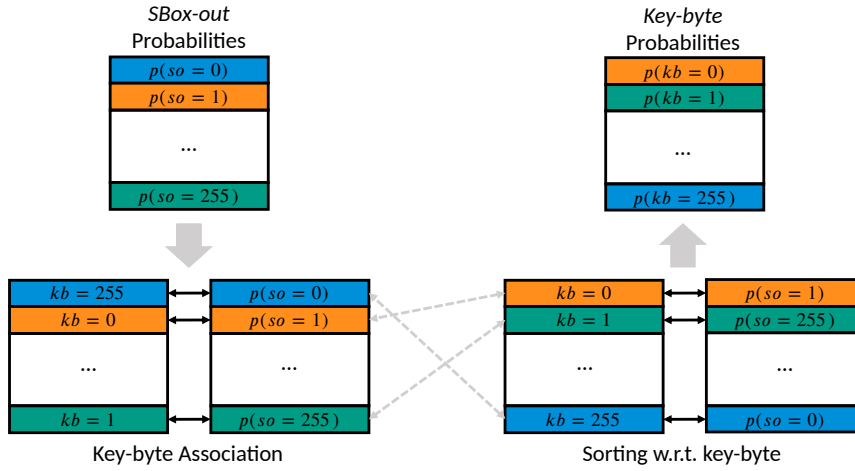 SBox-out
Probabilities
p(so = 0)
p(so = 1)
...
p(so = 255)
Key-byte
Probabilities
p(kb = 0)
p(kb = 1)
...
p(kb = 255)
kb = 255
kb = 0
...
kb = 1
p(so = 0)
p(so = 1)
...
p(so = 255)
Key-byte Association
kb = 0
kb = 1
...
kb = 255
p(so = 1)
p(so = 255)
...
p(so = 0)
Sorting w.r.t. key-byte